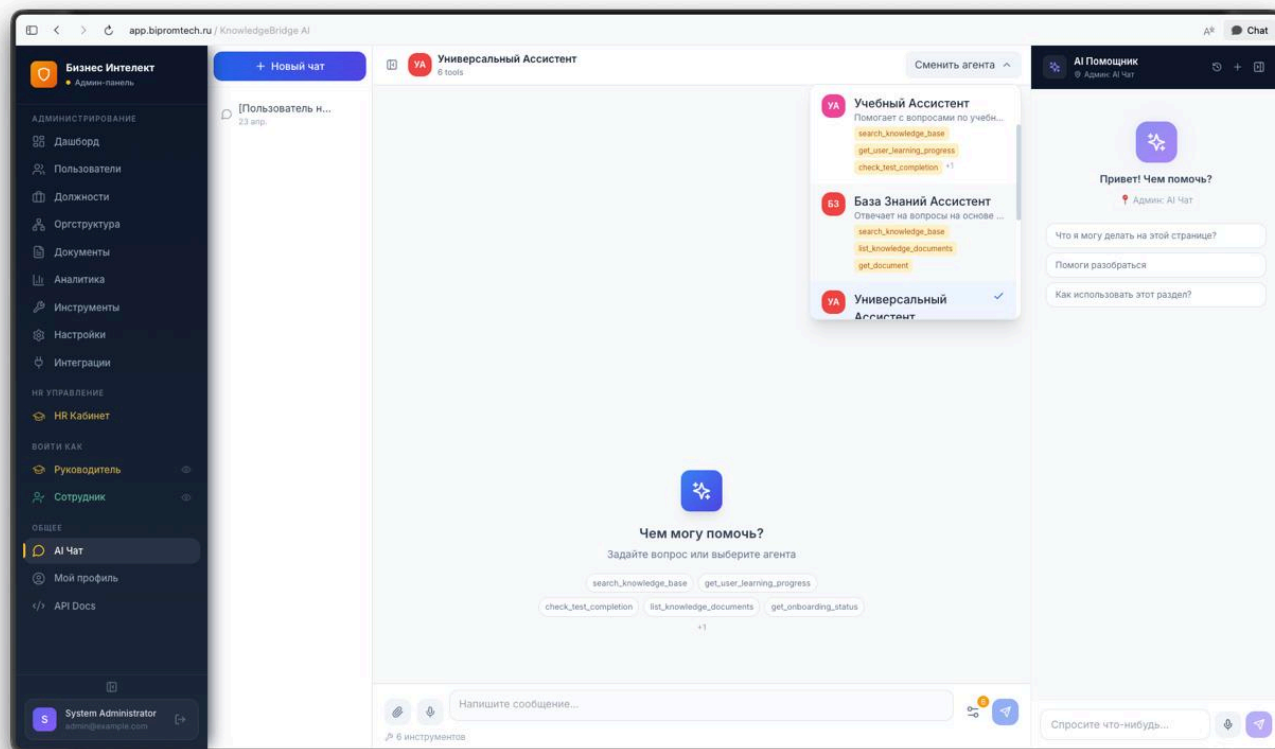 app.bipromtech.ru / KnowledgeBridge AI
Chat
Бизнес Интелект
Админ-панель
АДМИНИСТРИРОВАНИЕ
Дашборд
Пользователи
Должности
Оргструктура
Документы
Аналитика
Инструменты
Настройки
Интеграции
HR УПРАВЛЕНИЕ
HR Кабинет
ВОЙТИ КАК
Руководитель
Сотрудник
ОБЩЕЕ
AI Чат
Мой профиль
</> API Docs
S
System Administrator
admin@example.com
+ Новый чат
[Пользователь н...
23 апр.
УА
Универсальный Ассистент
6 tools
Сменить агента
УА
Учебный Ассистент
Помогает с вопросами по учебн...
search_knowledge_base
get_user_learning_progress
check_test_completion +1
БЗ
База Знаний Ассистент
Отвечает на вопросы на основе ...
search_knowledge_base
list_knowledge_documents
get_document
УА
Универсальный
Ассистент
Чем могу помочь?
Задайте вопрос или выберите агента
search_knowledge_base get_user_learning_progress
check_test_completion list_knowledge_documents get_onboarding_status
+1
Напишите сообщение...
6
6 инструментов
AI Помощник
Админ: AI Чат
Привет! Чем помочь?
Админ: AI Чат
Что я могу делать на этой странице?
Помоги разобраться
Как использовать этот раздел?
Спросите что-нибудь...